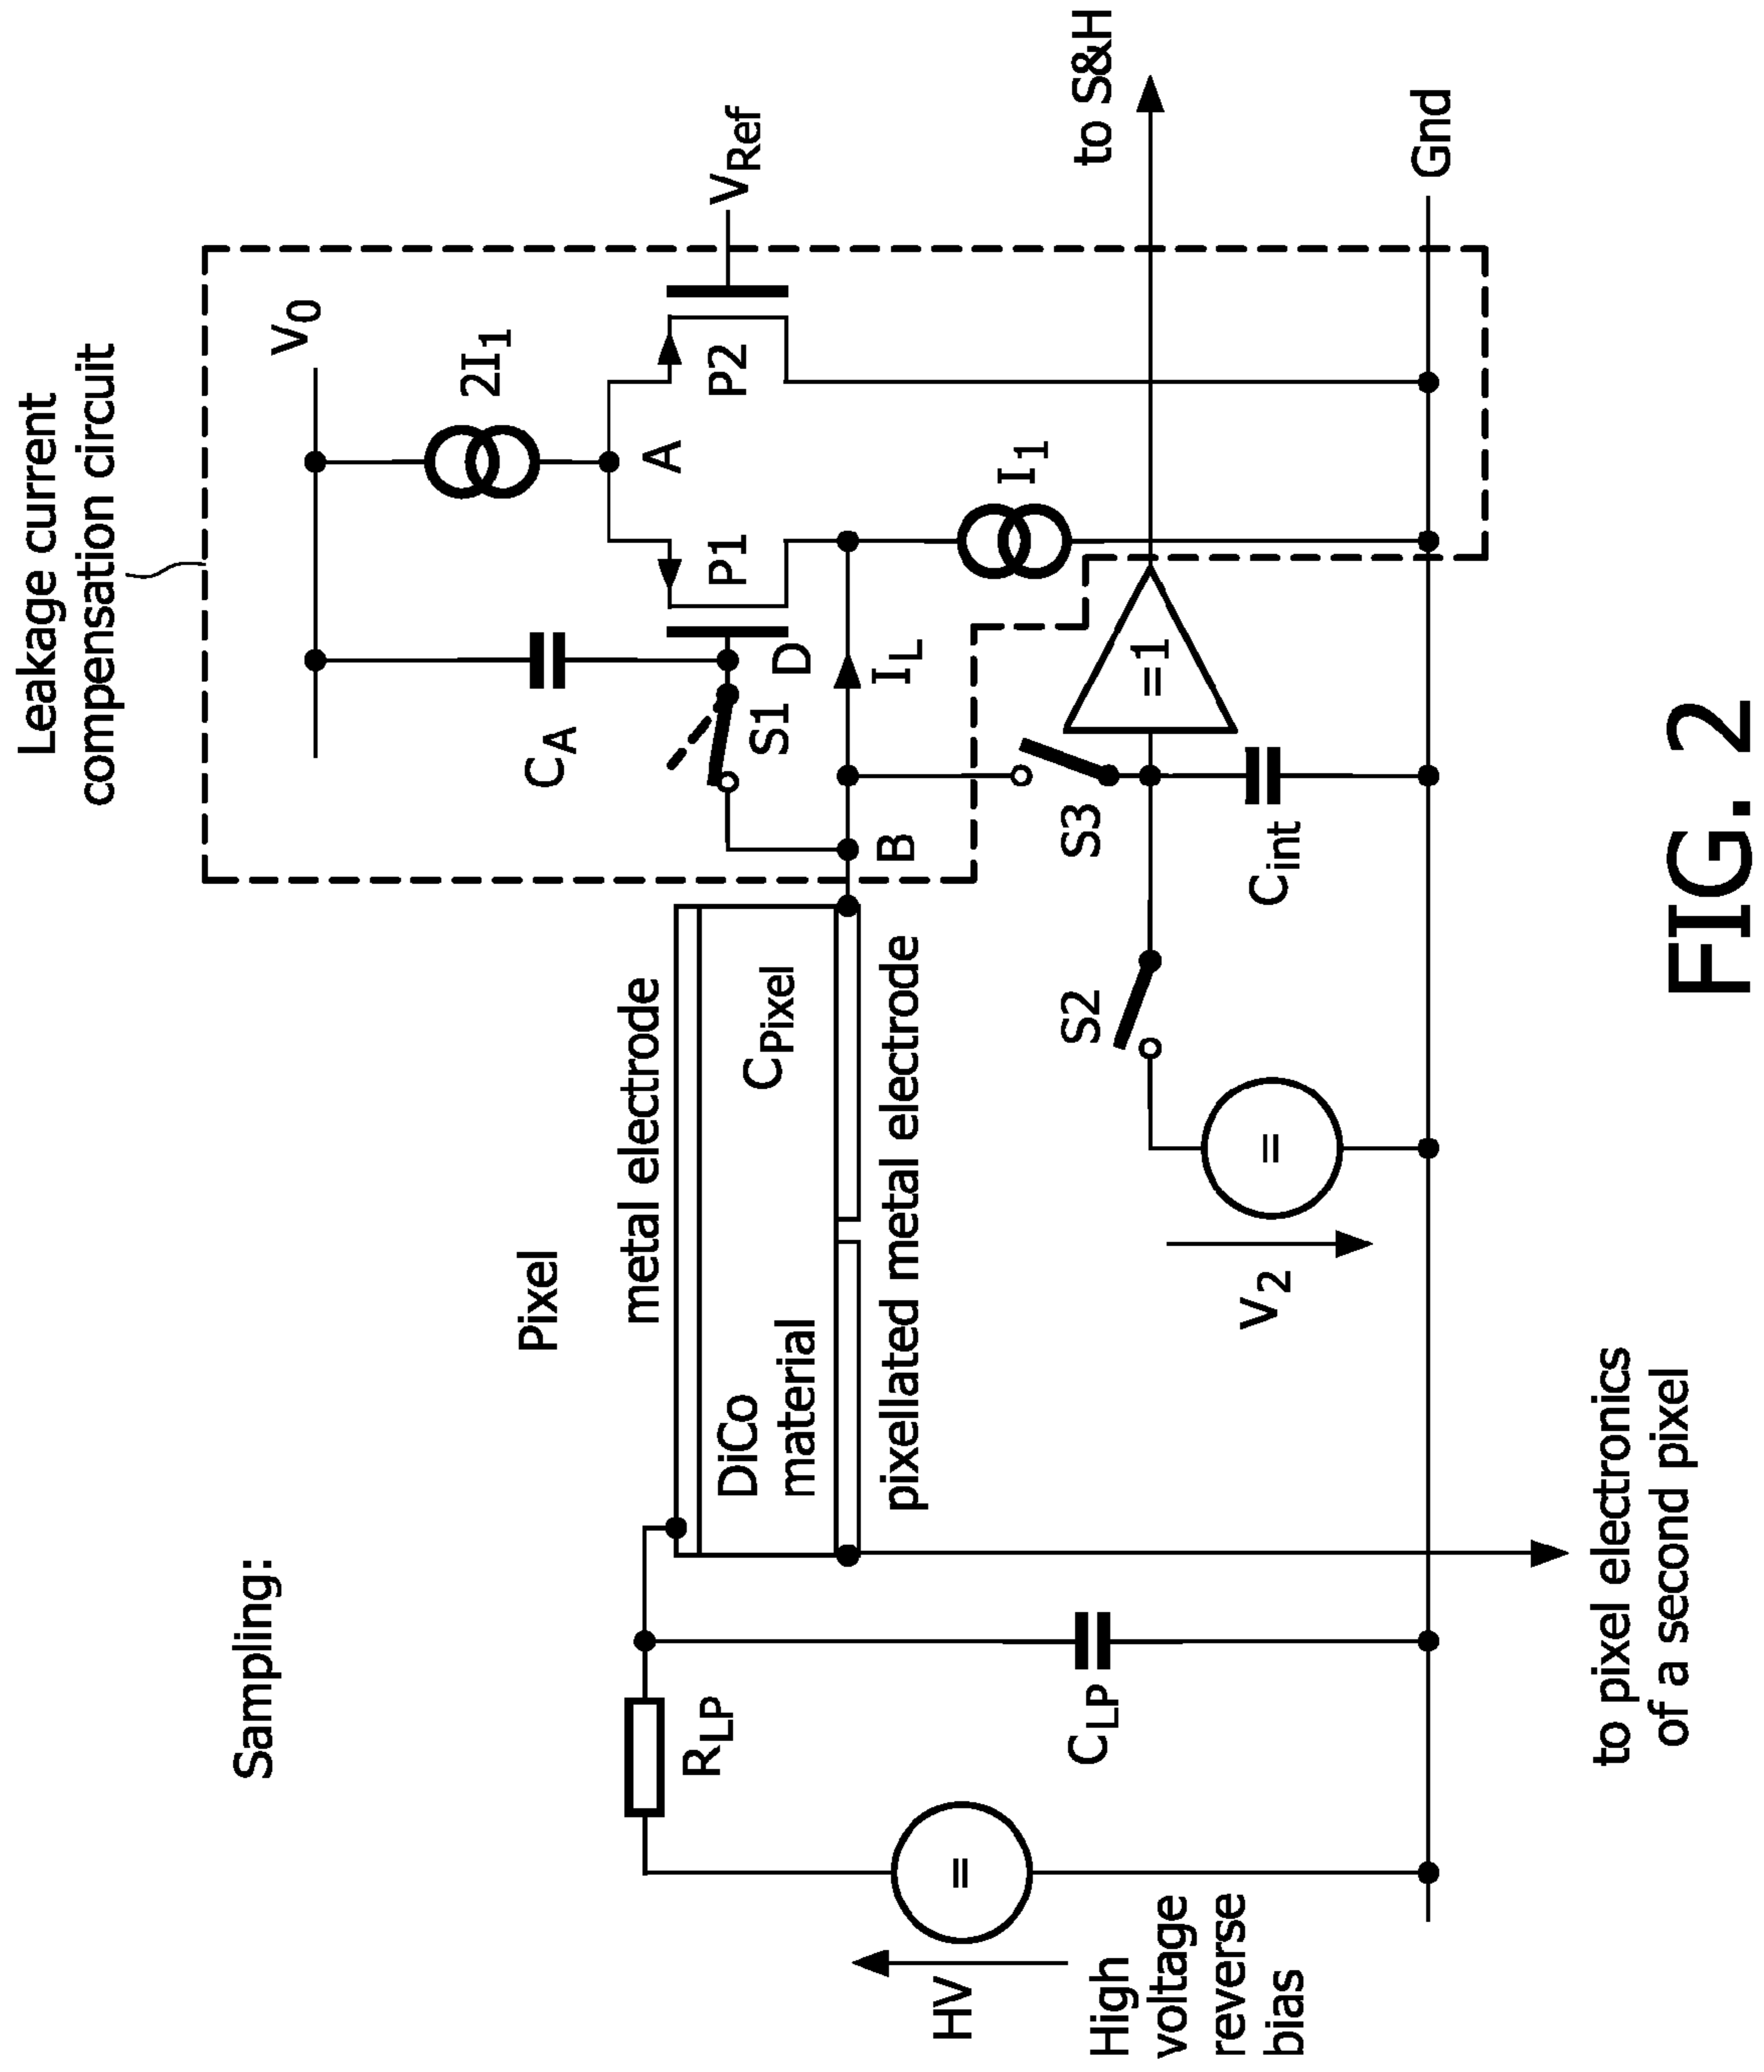 Sampling:
Leakage current
compensation circuit
V0
2I1
CA
A
VRef
P1
P2
S1
D
IL
I1
B
Pixel
metal electrode
DiCo
material
CPixel
pixellated metal electrode
RLP
CLP
HV
=
High
voltage
reverse
bias
S3
=1
to S&H
S2
Cint
=
V2
Gnd
to pixel electronics
of a second pixel
FIG. 2